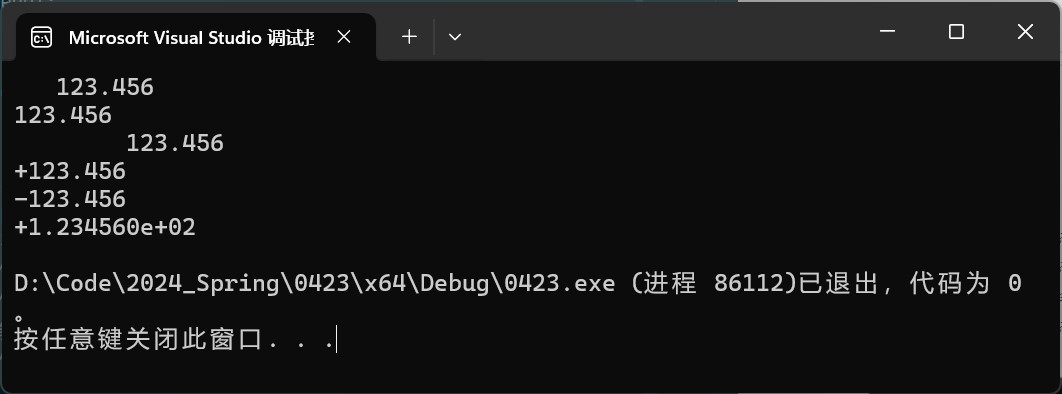 Microsoft Visual Studio 调试
   123.456
123.456
        123.456
+123.456
-123.456
+1.234560e+02
D:\Code\2024_Spring\0423\x64\Debug\0423.exe (进程 86112)已退出，代码为 0
。
按任意键关闭此窗口. . .